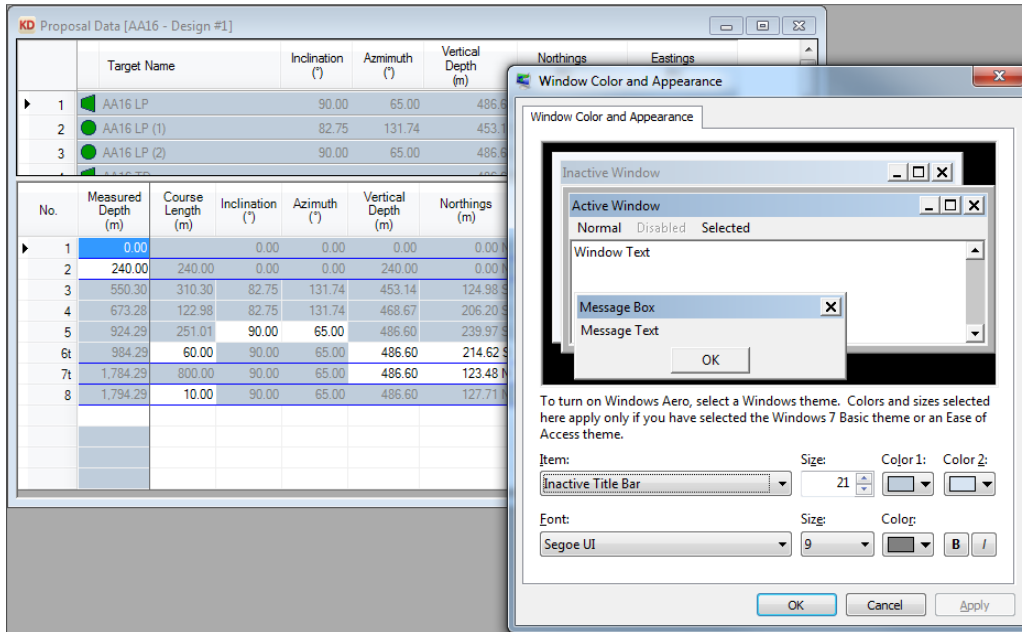 KD Proposal Data [AA16 - Design #1]
Target Name Inclination (°) Azmimuth (°) Vertical Depth (m) Northings Eastings
1 AA16 LP 90.00 65.00 486.6
2 AA16 LP (1) 82.75 131.74 453.1
3 AA16 LP (2) 90.00 65.00 486.6
No. Measured Depth (m) Course Length (m) Inclination (°) Azimuth (°) Vertical Depth (m) Northings (m)
1 0.00 0.00 0.00 0.00 0.00 N
2 240.00 240.00 0.00 0.00 240.00 0.00 N
3 550.30 310.30 82.75 131.74 453.14 124.98 S
4 673.28 122.98 82.75 131.74 468.67 206.20 S
5 924.29 251.01 90.00 65.00 486.60 239.97 S
6t 984.29 60.00 90.00 65.00 486.60 214.62 S
7t 1,784.29 800.00 90.00 65.00 486.60 123.48 N
8 1,794.29 10.00 90.00 65.00 486.60 127.71 N
Window Color and Appearance
Window Color and Appearance
Inactive Window
Active Window
Normal Disabled Selected
Window Text
Message Box
Message Text
OK
To turn on Windows Aero, select a Windows theme. Colors and sizes selected
here apply only if you have selected the Windows 7 Basic theme or an Ease of
Access theme.
Item: Size: Color 1: Color 2:
Inactive Title Bar 21
Font: Size: Color:
Segoe UI 9 B I
OK Cancel Apply